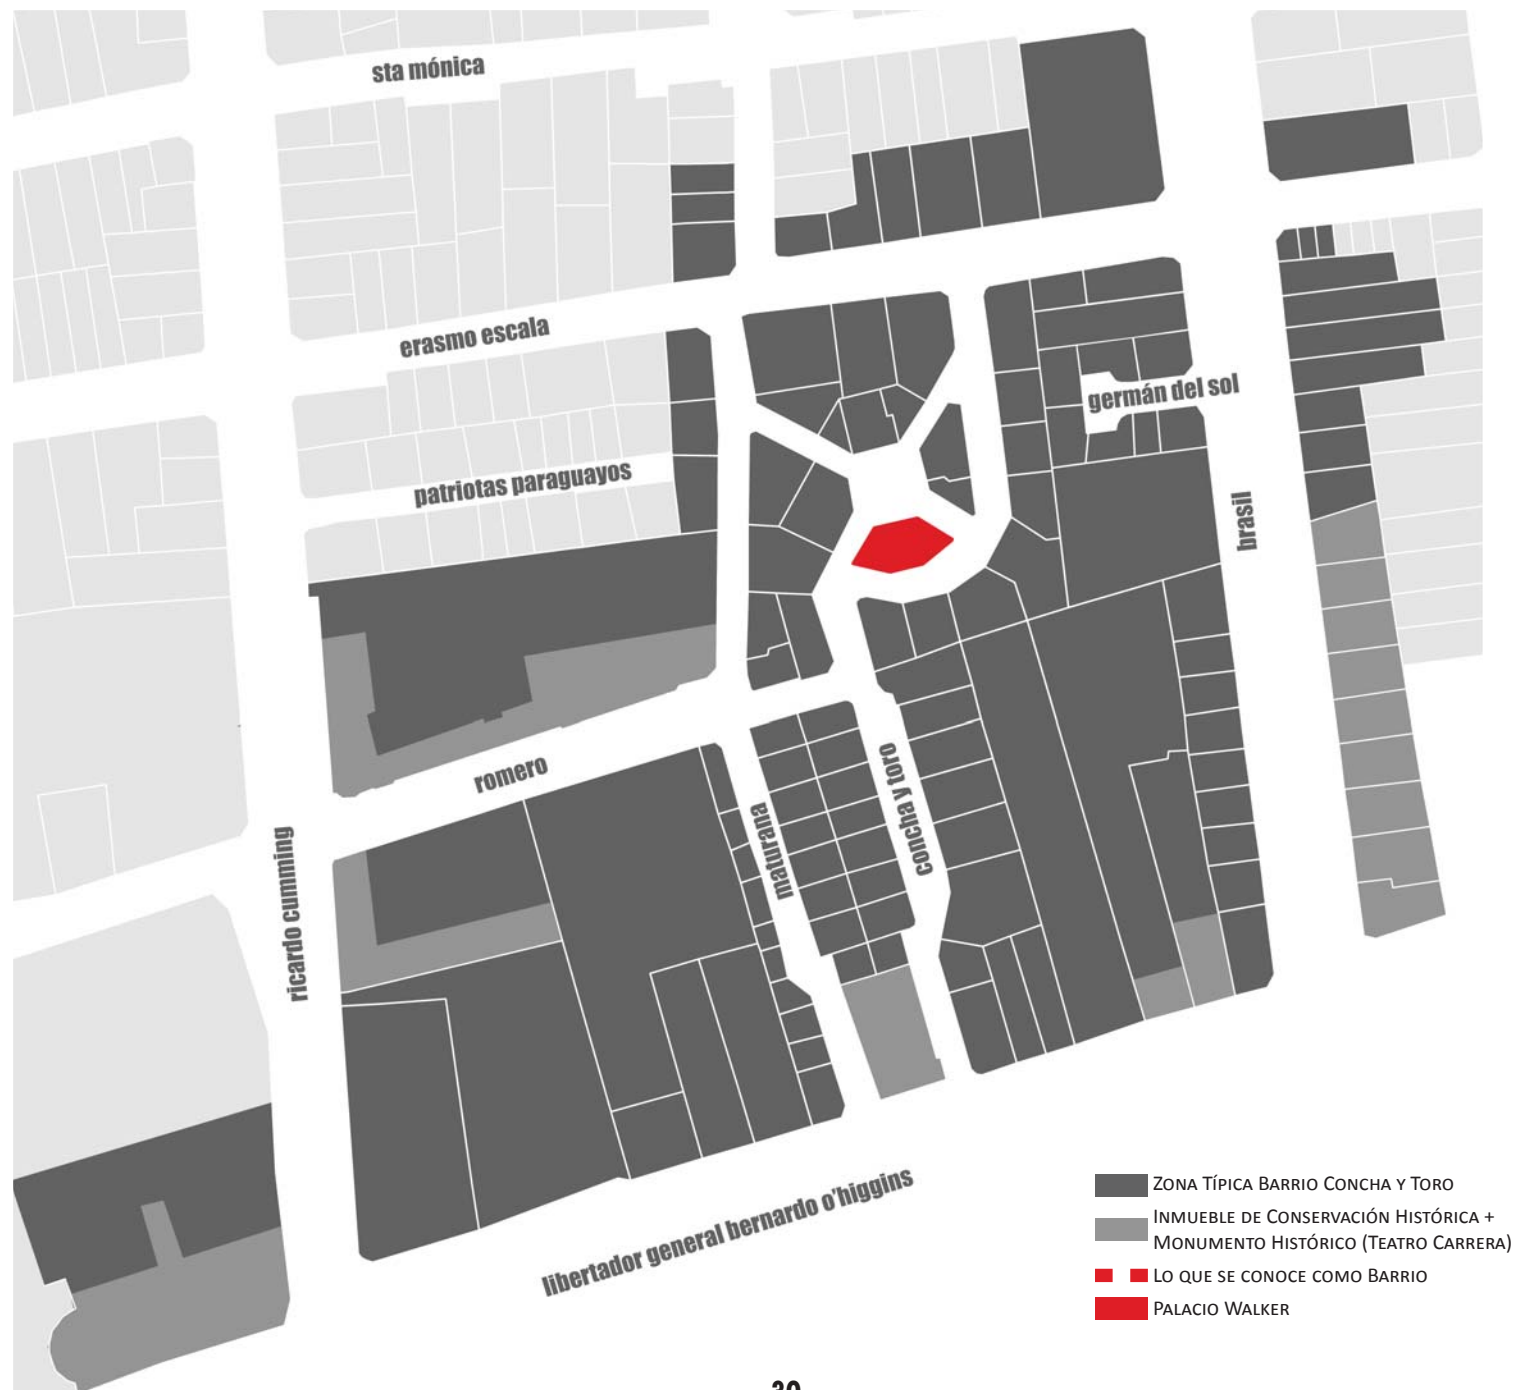 sta mónica
erasmo escala
germán del sol
patriotas paraguayos
brasil
romero
concha y toro
maturana
ricardo cumming
libertador general bernardo o'higgins
Zona Típica Barrio Concha y Toro
Inmueble de Conservación Histórica +
Monumento Histórico (Teatro Carrera)
Lo que se conoce como Barrio
Palacio Walker